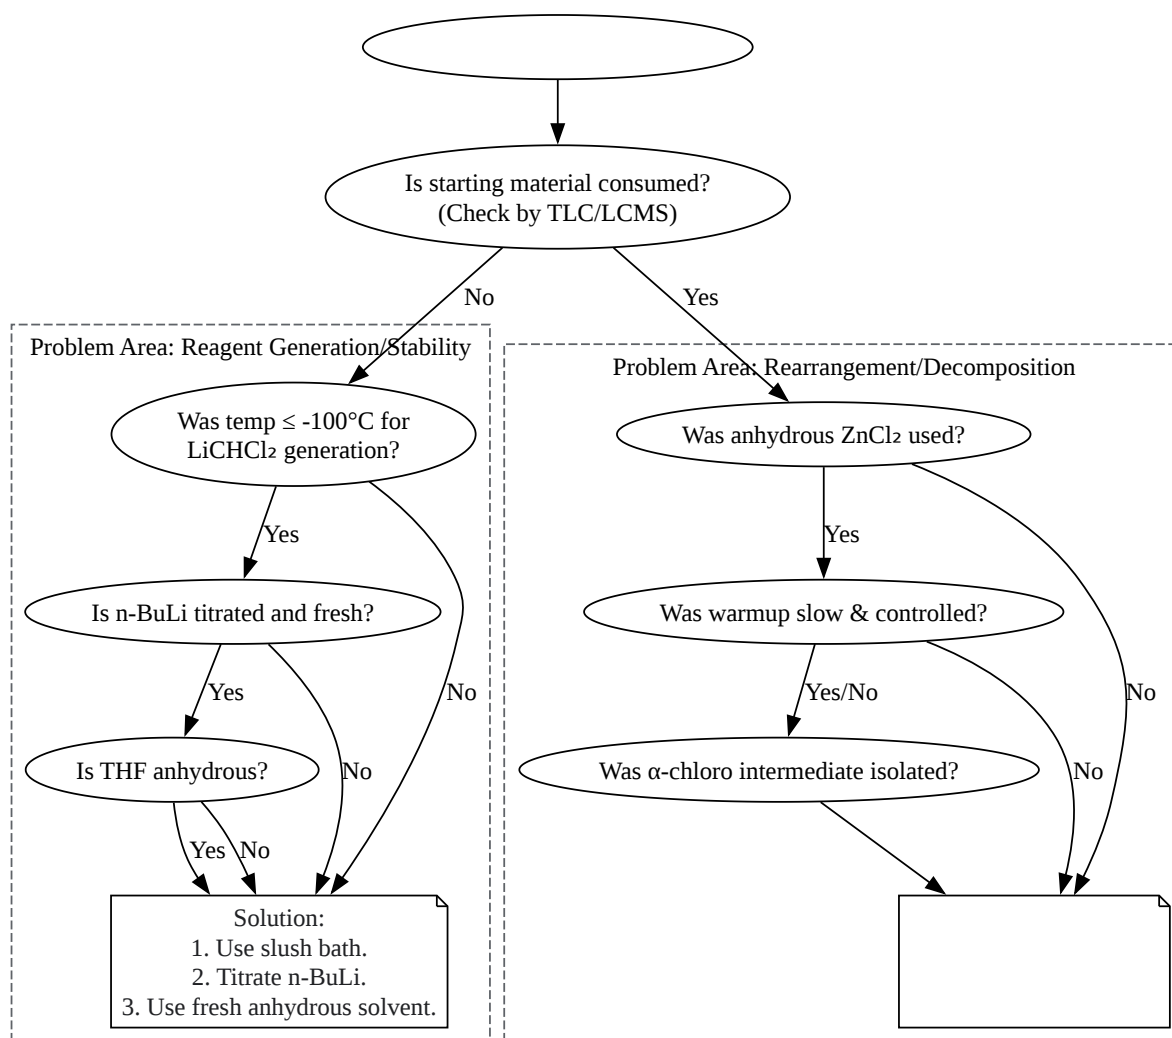 Is starting material consumed?
(Check by TLC/LCMS)
No
Yes
Problem Area: Reagent Generation/Stability
Problem Area: Rearrangement/Decomposition
Was temp ≤ -100°C for
LiCHCl₂ generation?
Was anhydrous ZnCl₂ used?
Yes
Yes
Is n-BuLi titrated and fresh?
Was warmup slow & controlled?
Yes
No
Yes/No
No
Is THF anhydrous?
No
Was α-chloro intermediate isolated?
No
Yes
No
Solution:
1. Use slush bath.
2. Titrate n-BuLi.
3. Use fresh anhydrous solvent.